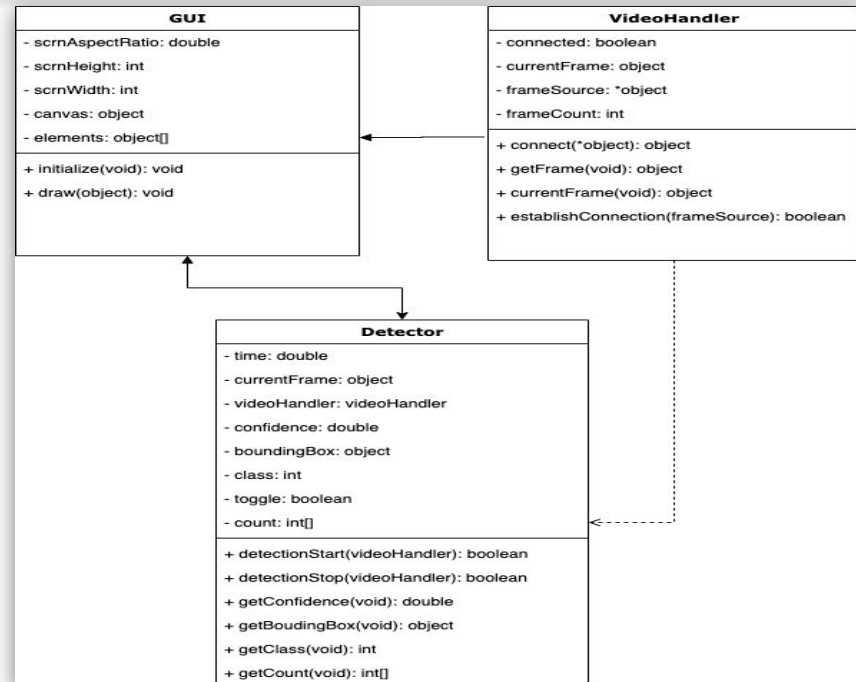 GUI
- scrnAspectRatio: double
- scrnHeight: int
- scrnWidth: int
- canvas: object
- elements: object[]
+ initialize(void): void
+ draw(object): void
VideoHandler
- connected: boolean
- currentFrame: object
- frameSource: *object
- frameCount: int
+ connect(*object): object
+ getFrame(void): object
+ currentFrame(void): object
+ establishConnection(frameSource): boolean
Detector
- time: double
- currentFrame: object
- videoHandler: videoHandler
- confidence: double
- boundingBox: object
- class: int
- toggle: boolean
- count: int[]
+ detectionStart(videoHandler): boolean
+ detectionStop(videoHandler): boolean
+ getConfidence(void): double
+ getBoudingBox(void): object
+ getClass(void): int
+ getCount(void): int[]